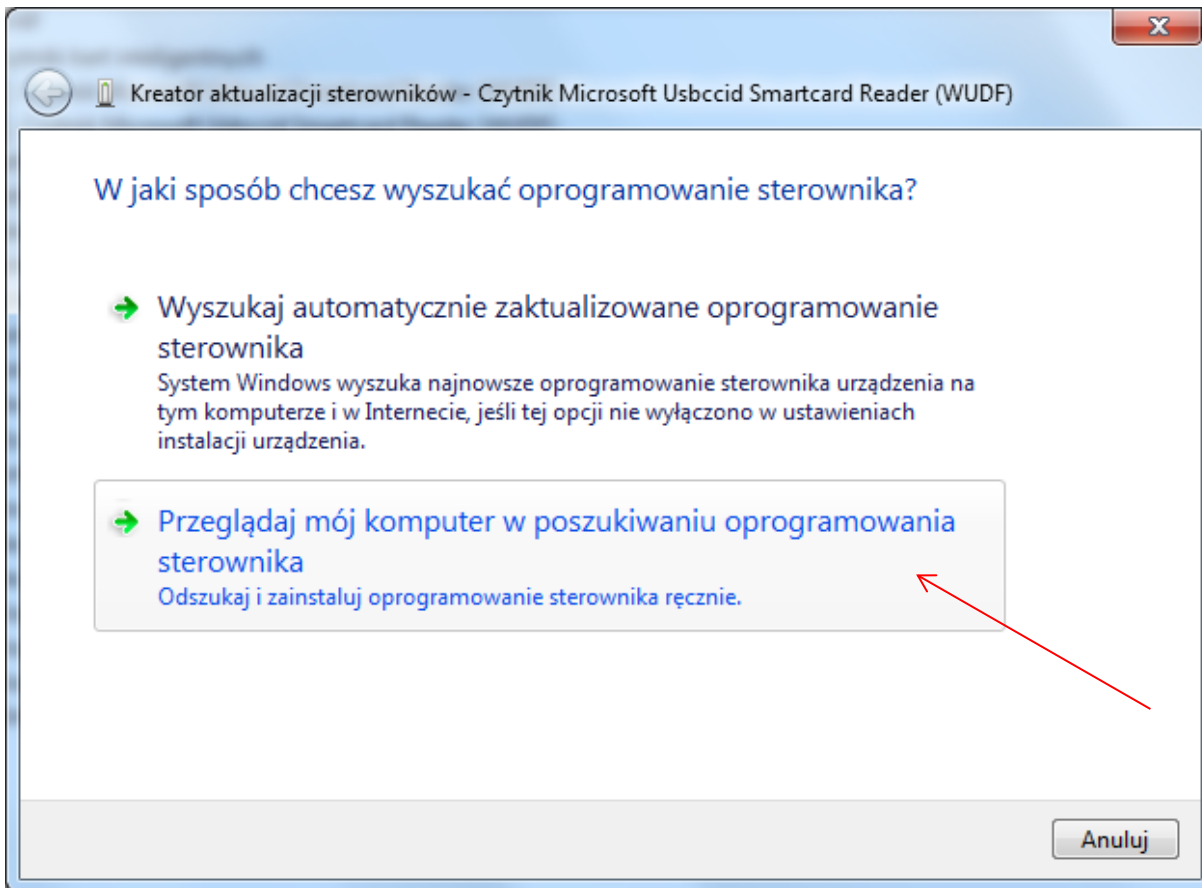 Kreator aktualizacji sterowników - Czytnik Microsoft Usbccid Smartcard Reader (WUDF)
W jaki sposób chcesz wyszukać oprogramowanie sterownika?
Wyszukaj automatycznie zaktualizowane oprogramowanie
sterownika
System Windows wyszuka najnowsze oprogramowanie sterownika urządzenia na
tym komputerze i w Internecie, jeśli tej opcji nie wyłączono w ustawieniach
instalacji urządzenia.
Przeglądaj mój komputer w poszukiwaniu oprogramowania
sterownika
Odszukaj i zainstaluj oprogramowanie sterownika ręcznie.
Anuluj